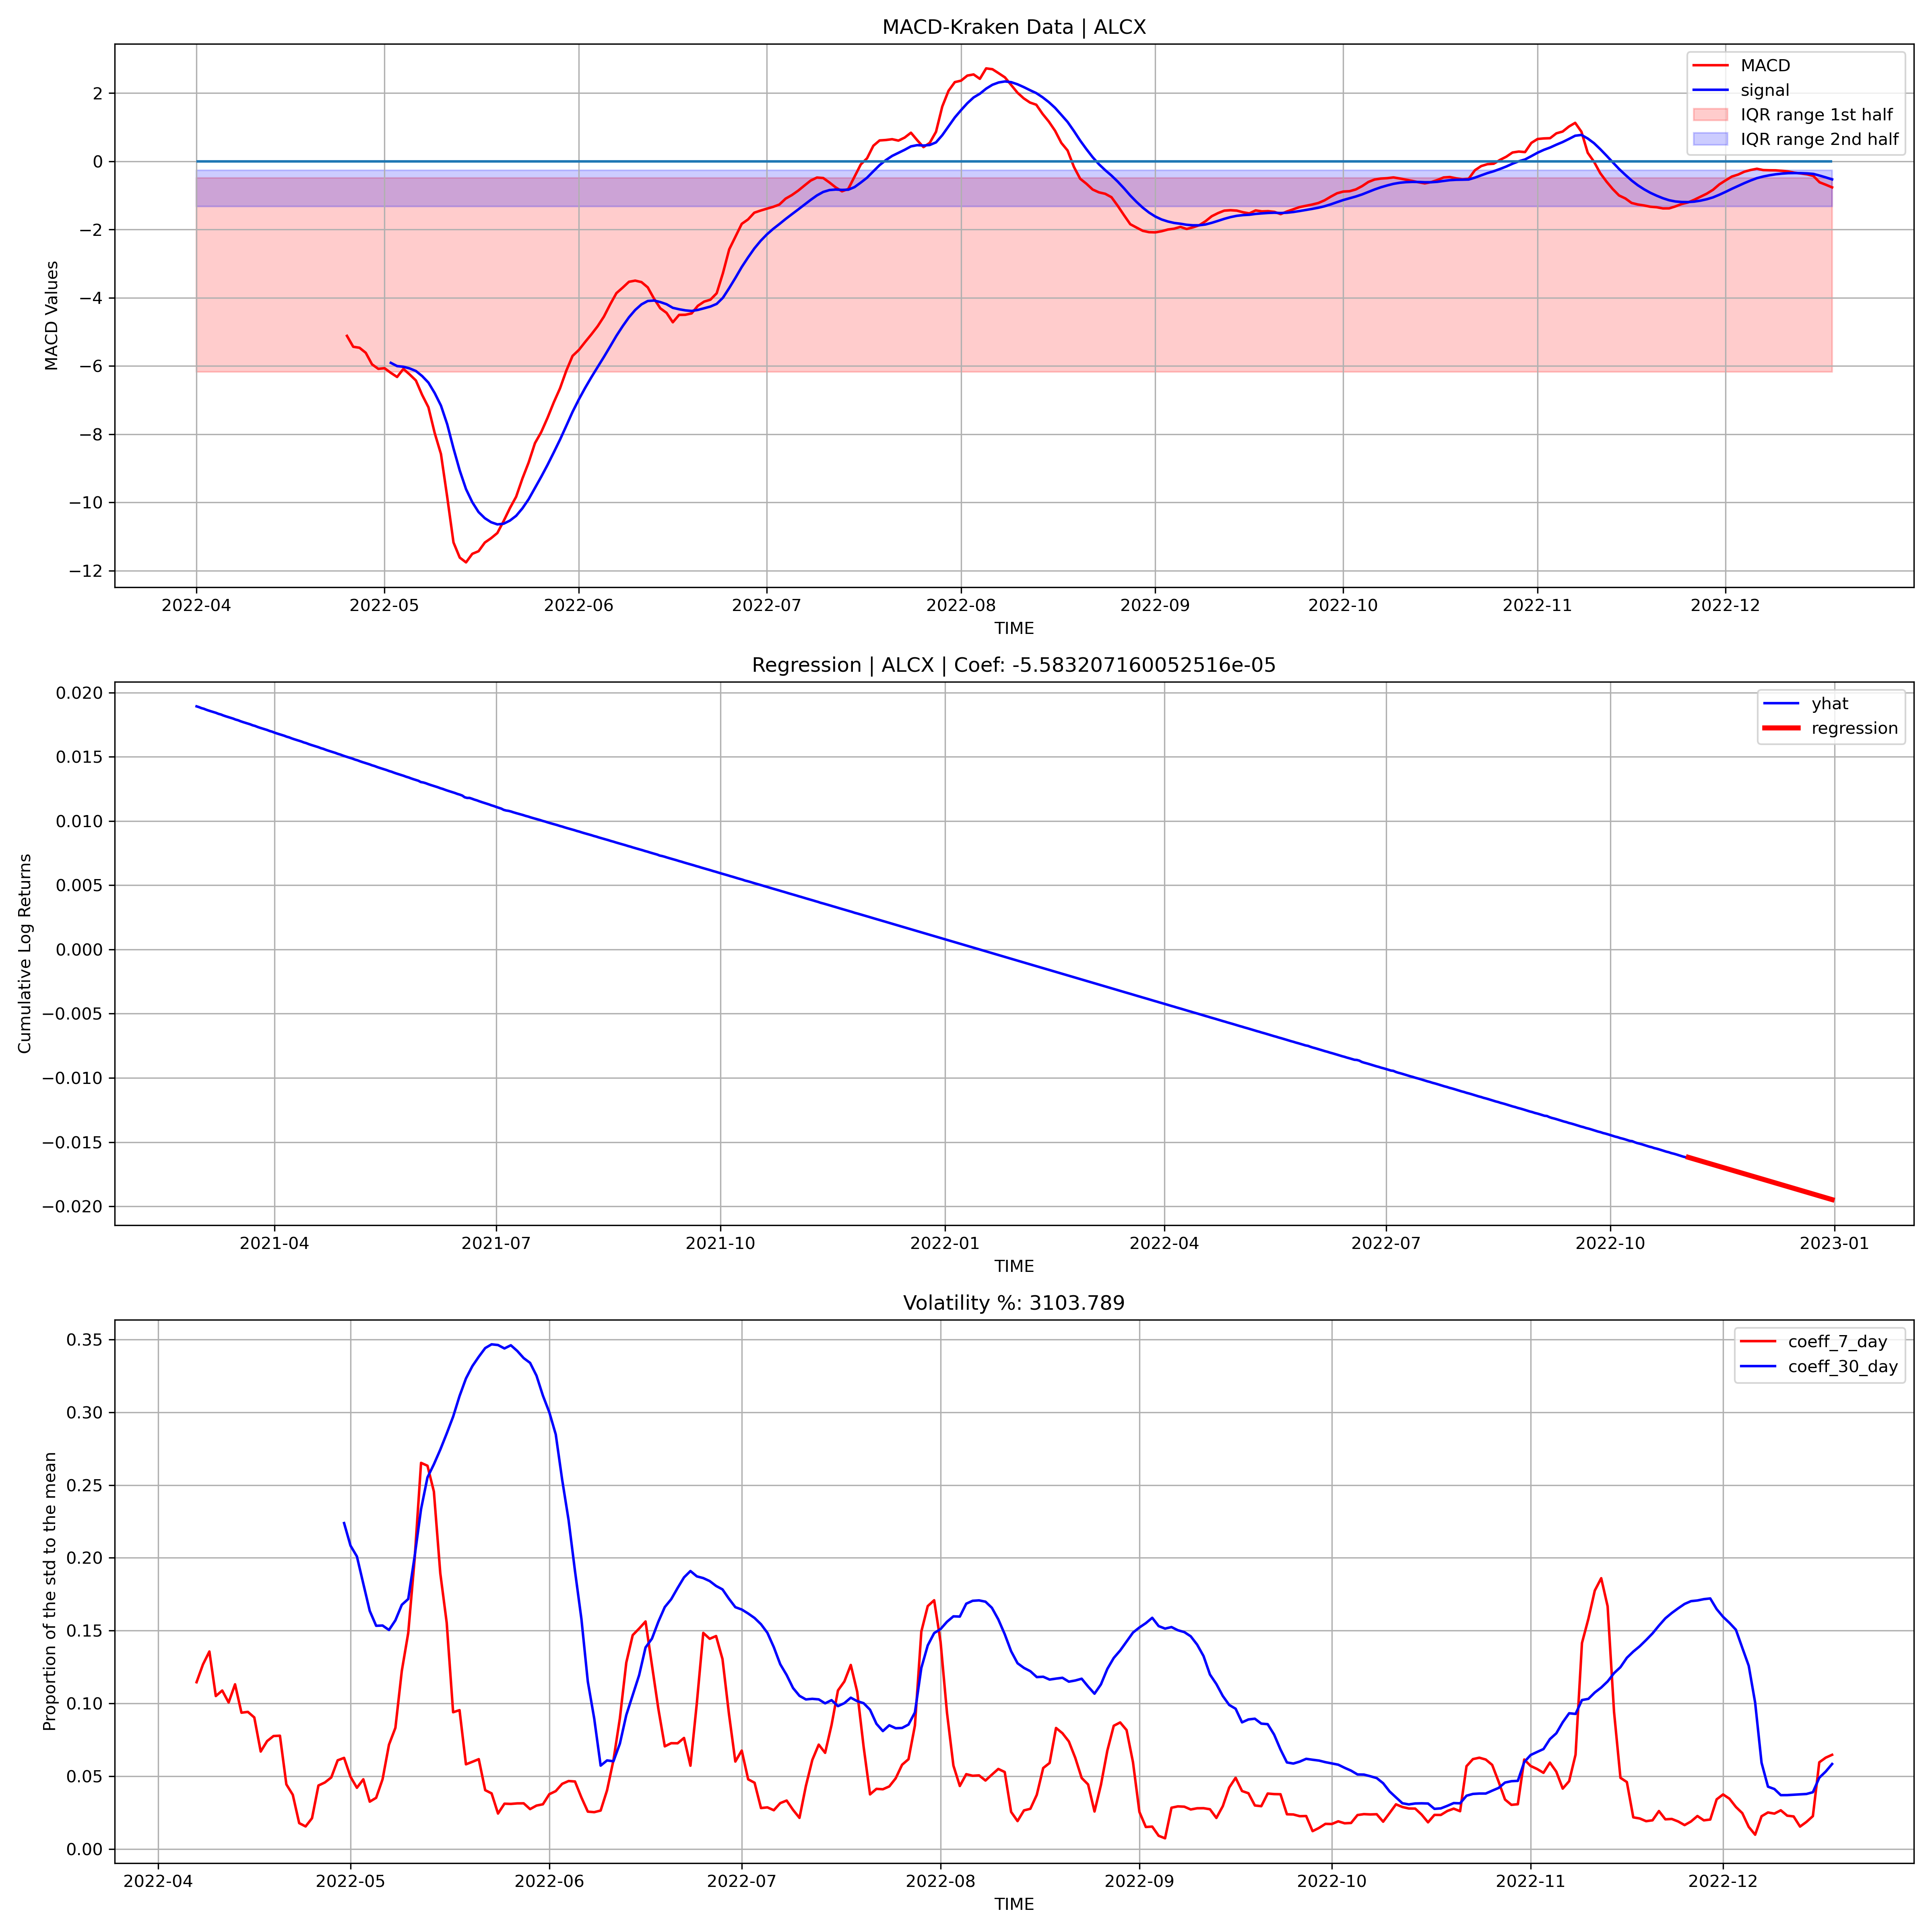 MACD-Kraken Data | ALCX
MACD
signal
IQR range 1st half
IQR range 2nd half
2
0
−2
−4
−6
−8
−10
−12
MACD Values
2022-04 2022-05 2022-06 2022-07 2022-08 2022-09 2022-10 2022-11 2022-12
TIME
Regression | ALCX | Coef: -5.583207160052516e-05
yhat
regression
0.020
0.015
0.010
0.005
0.000
−0.005
−0.010
−0.015
−0.020
Cumulative Log Returns
2021-04 2021-07 2021-10 2022-01 2022-04 2022-07 2022-10 2023-01
TIME
Volatility %: 3103.789
coeff_7_day
coeff_30_day
0.35
0.30
0.25
0.20
0.15
0.10
0.05
0.00
Proportion of the std to the mean
2022-04 2022-05 2022-06 2022-07 2022-08 2022-09 2022-10 2022-11 2022-12
TIME